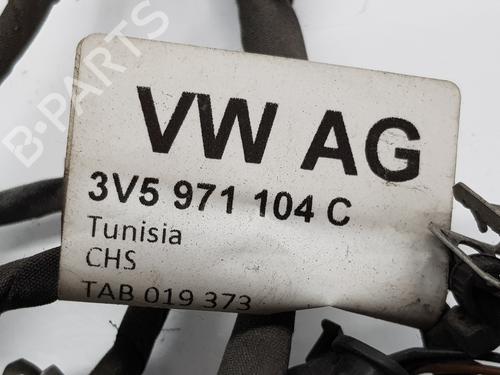 B-PARTS
VW AG
3V5 971 104 C
Tunisia
CHS
TAB 019 373